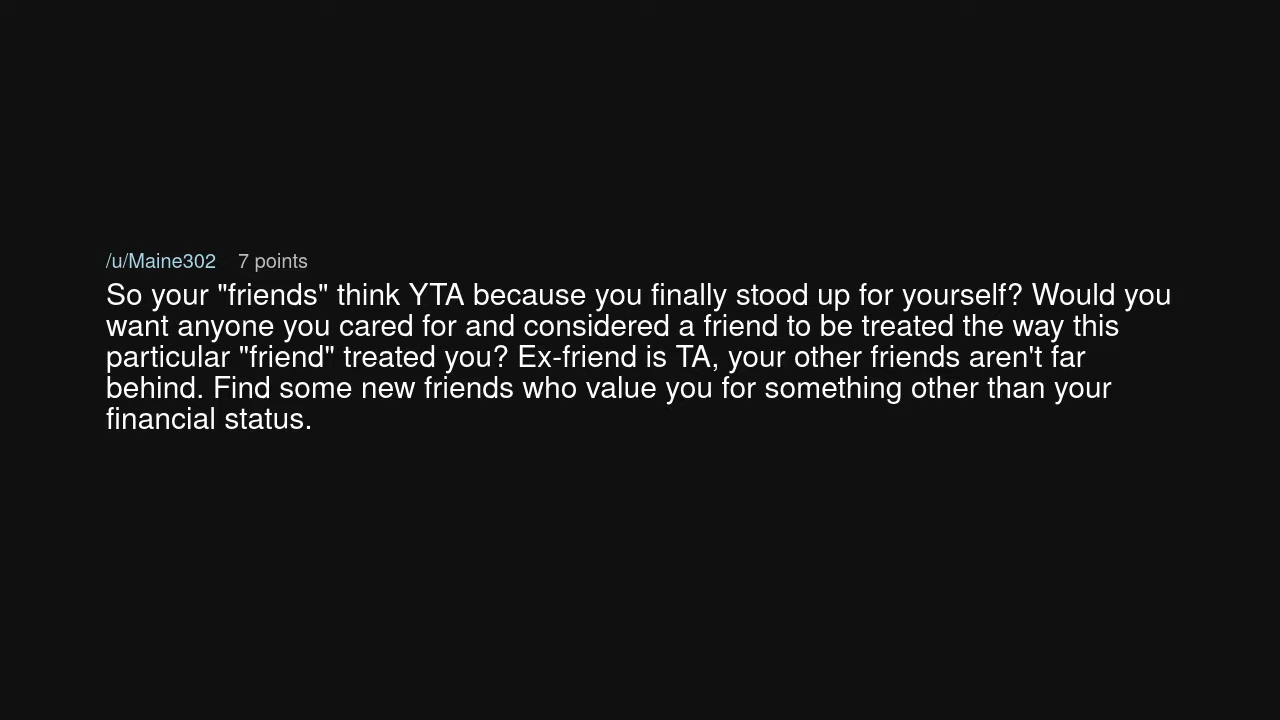 /u/Maine302 7 points
So your "friends" think YTA because you finally stood up for yourself? Would you
want anyone you cared for and considered a friend to be treated the way this
particular "friend" treated you? Ex-friend is TA, your other friends aren't far
behind. Find some new friends who value you for something other than your
financial status.